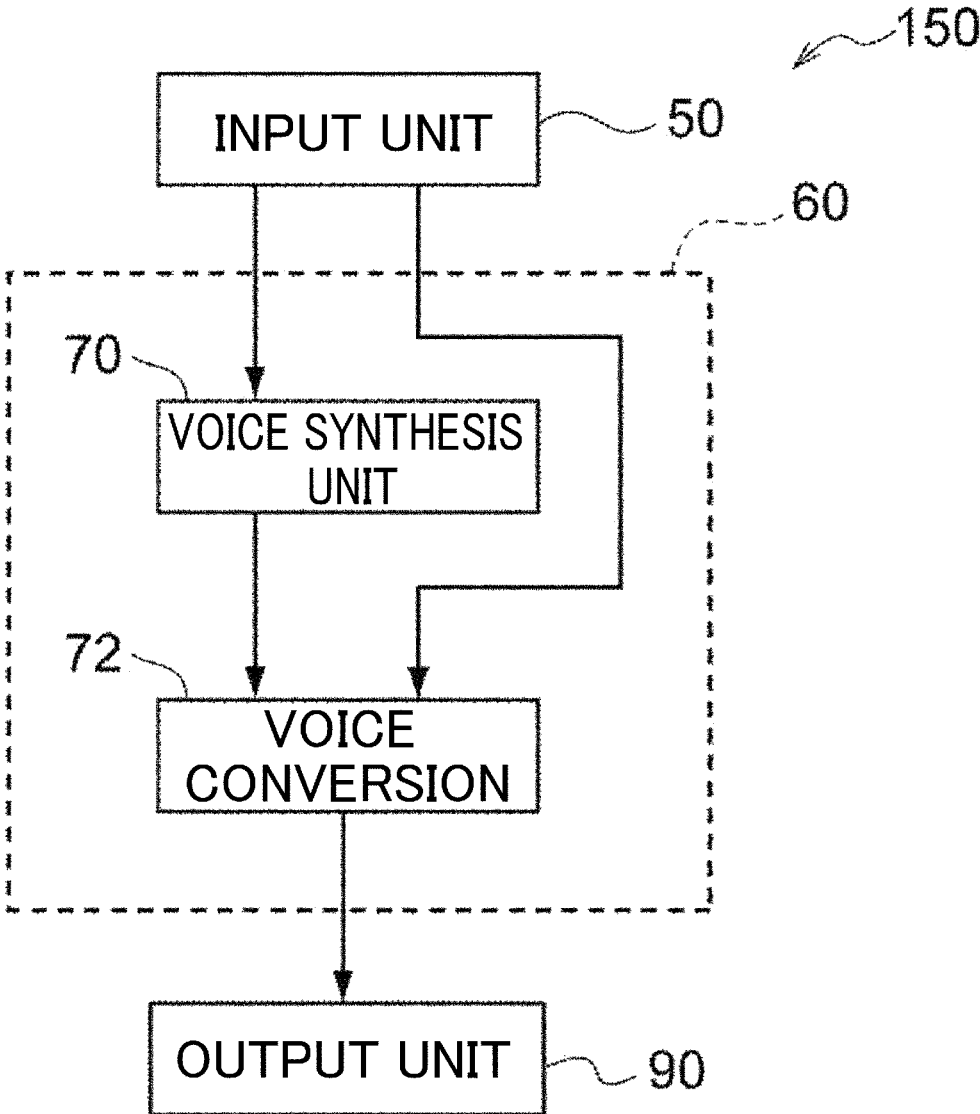 150
INPUT UNIT
50
60
70
VOICE SYNTHESIS
UNIT
72
VOICE
CONVERSION
OUTPUT UNIT
90